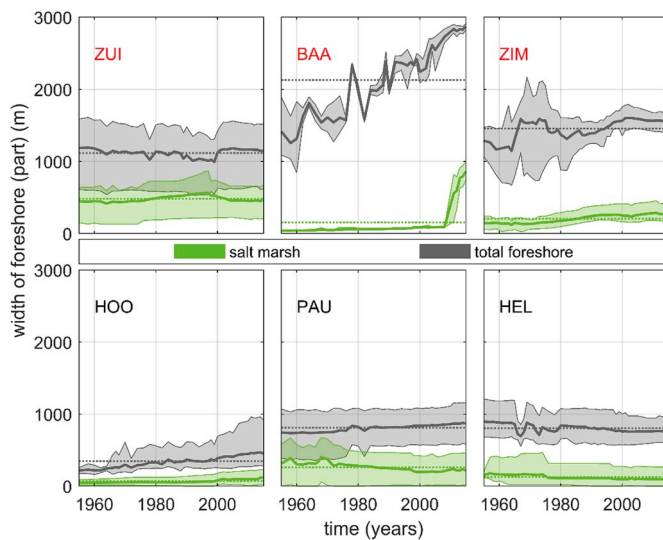 3000
ZUI
BAA
ZIM
2000
1000
0
salt marsh
total foreshore
width of foreshore (part) (m)
3000
HOO
PAU
HEL
2000
1000
0
1960 1980 2000
1960 1980 2000
1960 1980 2000
time (years)